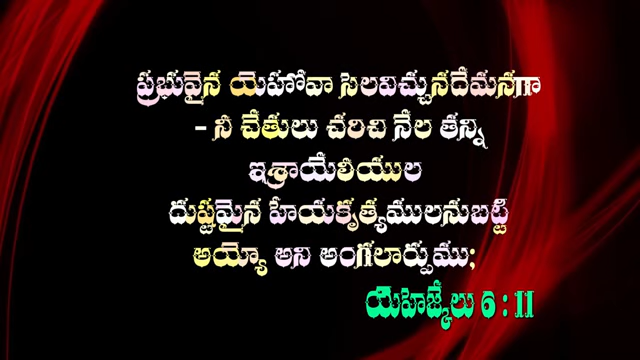 ప్రభువైన యెహోవా సెలవిచ్చునదేమనగా
- నీ చేతులు చరిచి నేల తన్ని
ఇశ్రాయేలీయుల
దుష్టమైన హేయకృత్యములనుబట్టి
అయ్యో అని అంగలార్పుము;
యెహెజ్కేలు 6 : 11